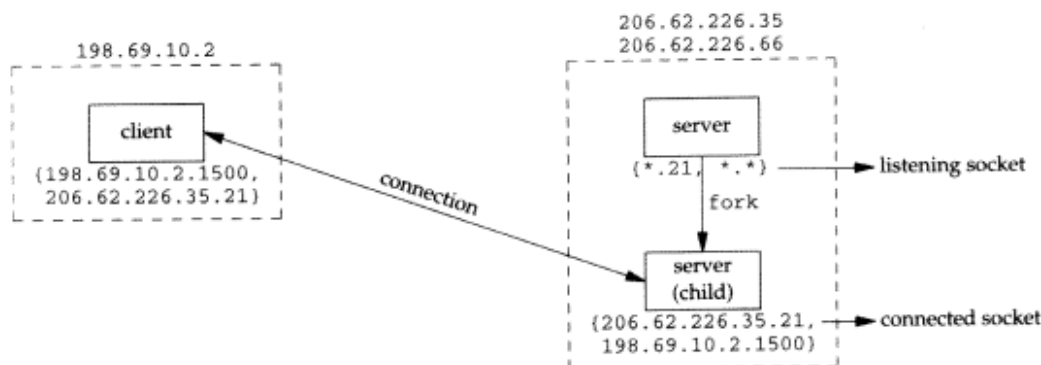 206.62.226.35
198.69.10.2
206.62.226.66
client
server
{198.69.10.2.1500,
206.62.226.35.21}
{*.21, *.*}
listening socket
connection
fork
server
(child)
{206.62.226.35.21,
198.69.10.2.1500}
connected socket